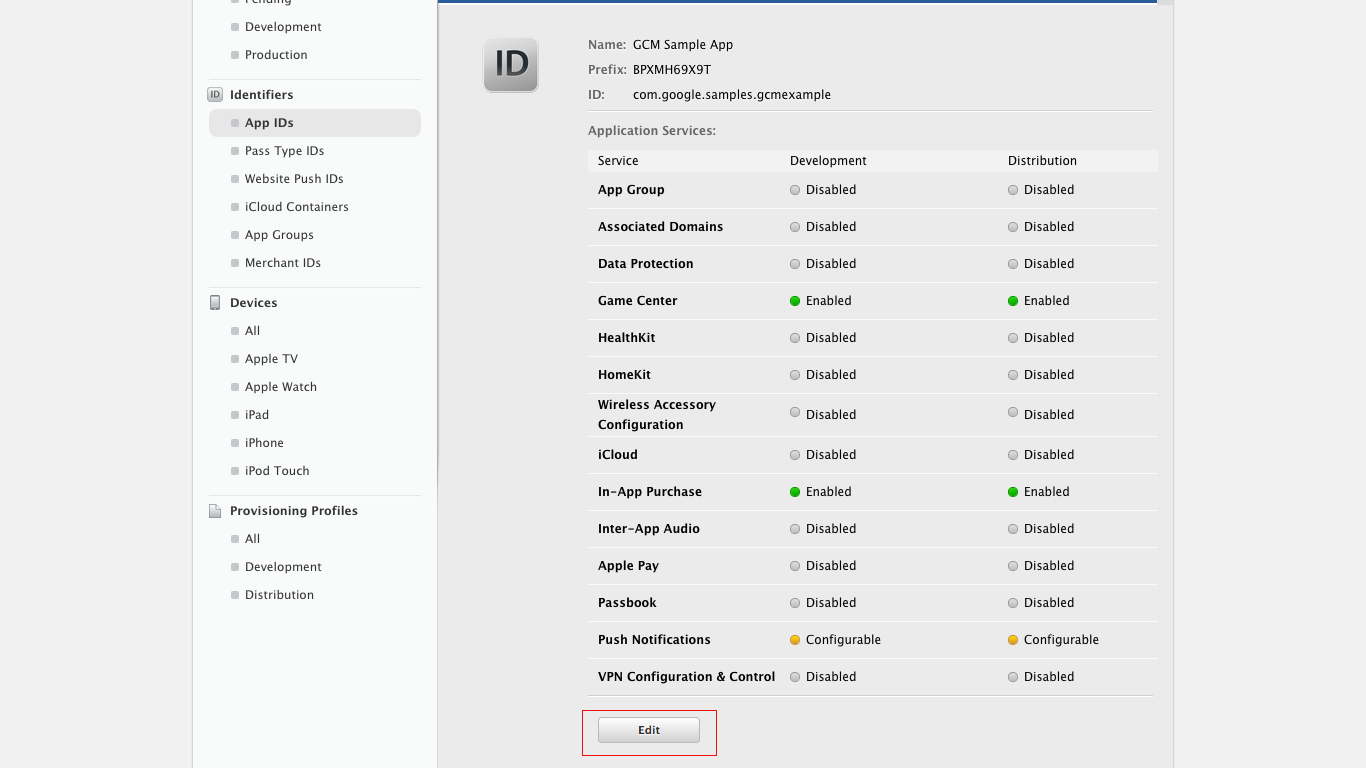 Pending
Development
Production
Identifiers
App IDs
Pass Type IDs
Website Push IDs
iCloud Containers
App Groups
Merchant IDs
Devices
All
Apple TV
Apple Watch
iPad
iPhone
iPod Touch
Provisioning Profiles
All
Development
Distribution
ID
Name: GCM Sample App
Prefix: BPXMH69X9T
ID: com.google.samples.gcmexample
Application Services:
Service Development Distribution
App Group Disabled Disabled
Associated Domains Disabled Disabled
Data Protection Disabled Disabled
Game Center Enabled Enabled
HealthKit Disabled Disabled
HomeKit Disabled Disabled
Wireless Accessory
Configuration Disabled Disabled
iCloud Disabled Disabled
In-App Purchase Enabled Enabled
Inter-App Audio Disabled Disabled
Apple Pay Disabled Disabled
Passbook Disabled Disabled
Push Notifications Configurable Configurable
VPN Configuration & Control Disabled Disabled
Edit